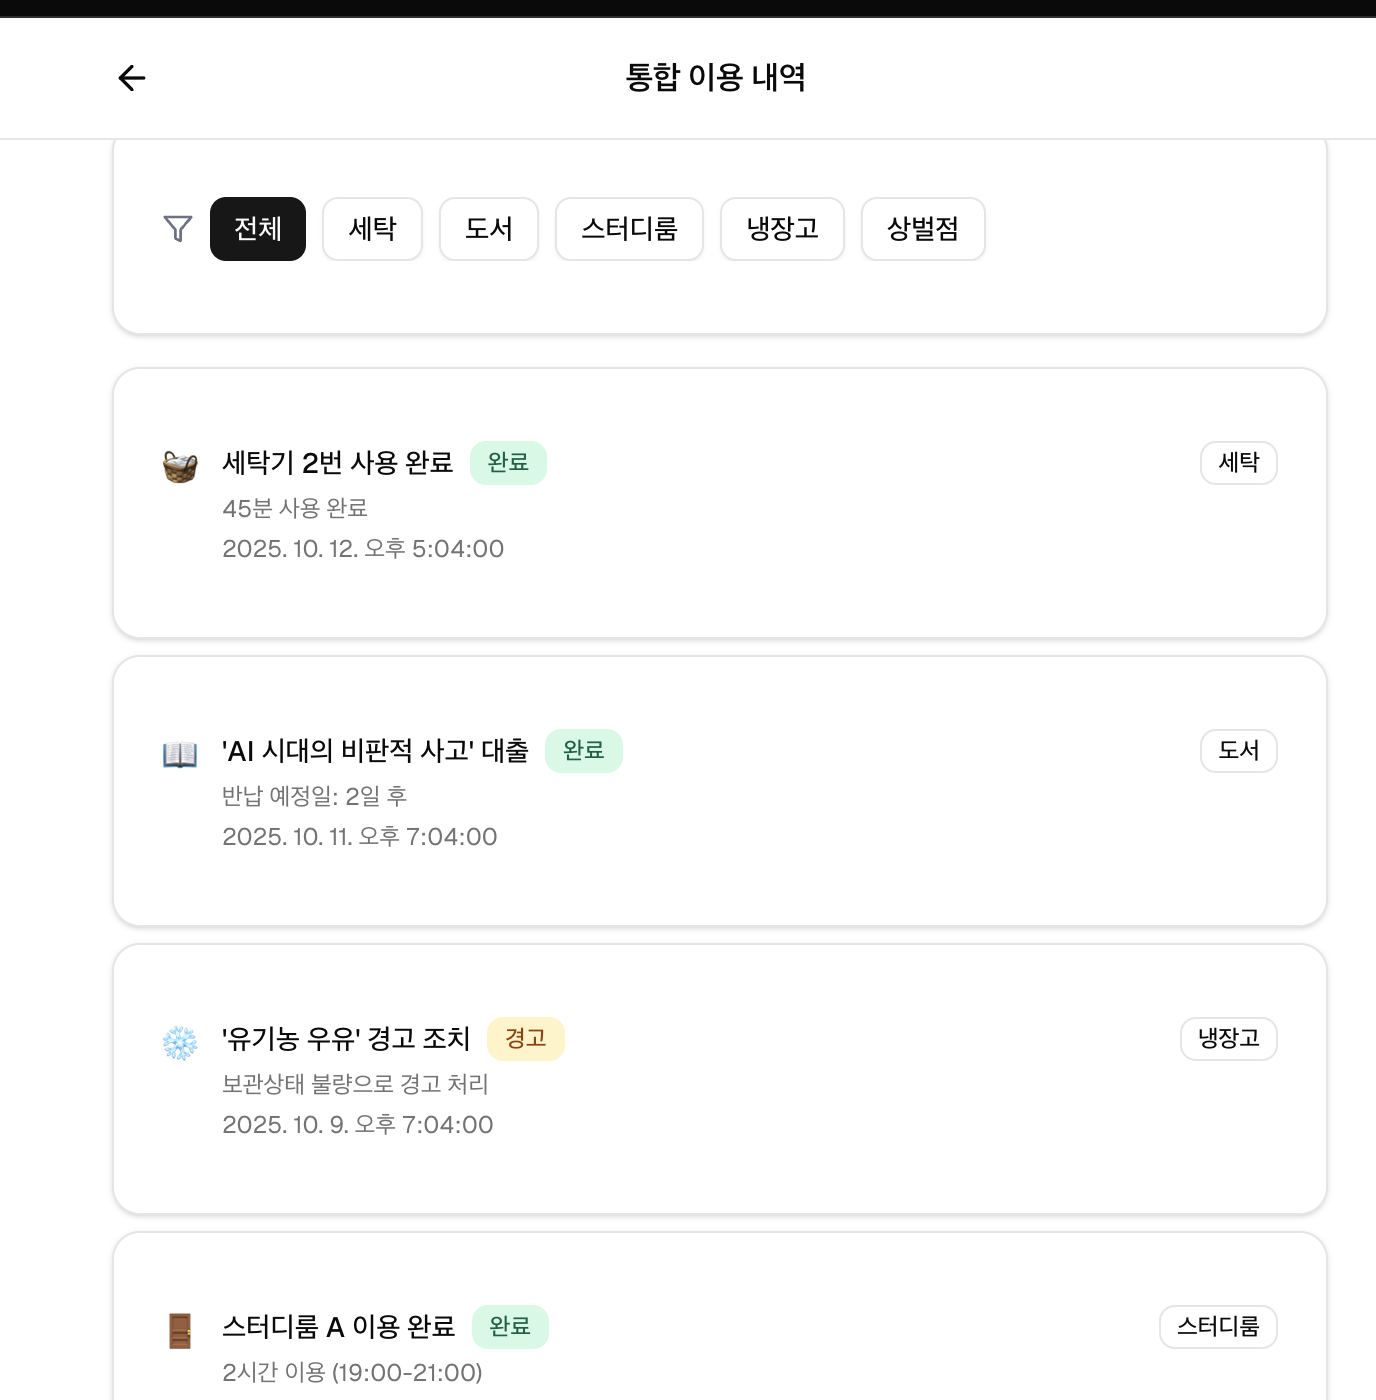 통합 이용 내역
전체 세탁 도서 스터디룸 냉장고 상벌점
세탁기 2번 사용 완료 완료 세탁
45분 사용 완료
2025. 10. 12. 오후 5:04:00
'AI 시대의 비판적 사고' 대출 완료 도서
반납 예정일: 2일 후
2025. 10. 11. 오후 7:04:00
'유기농 우유' 경고 조치 경고 냉장고
보관상태 불량으로 경고 처리
2025. 10. 9. 오후 7:04:00
스터디룸 A 이용 완료 완료 스터디룸
2시간 이용 (19:00-21:00)